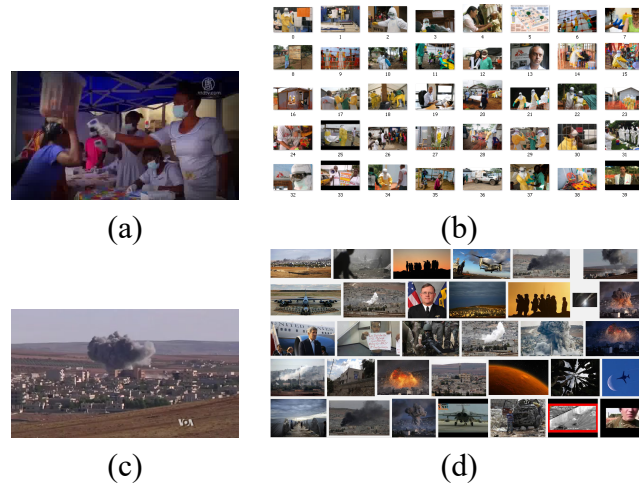 0 1 2 3 4 5 6 7
8 9 10 11 12 13 14 15
16 17 18 19 20 21 22 23
24 25 26 27 28 29 30 31
32 33 34 35 36 37 38 39
(a) (b)
VOA
(c) (d)